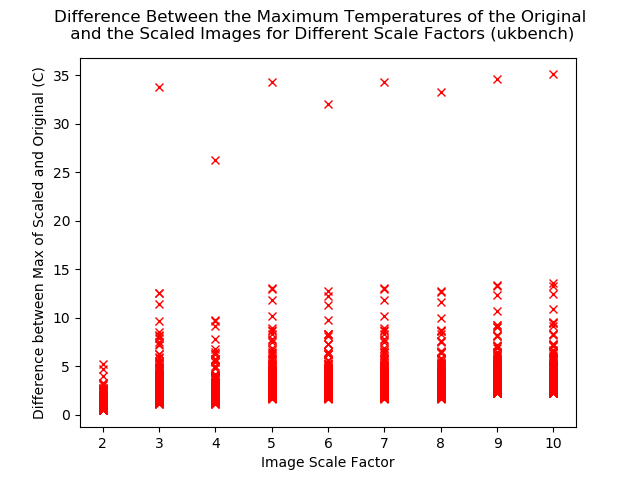 Difference Between the Maximum Temperatures of the Original
and the Scaled Images for Different Scale Factors (ukbench)
Difference between Max of Scaled and Original (C)
35
30
25
20
15
10
5
0
2 3 4 5 6 7 8 9 10
Image Scale Factor